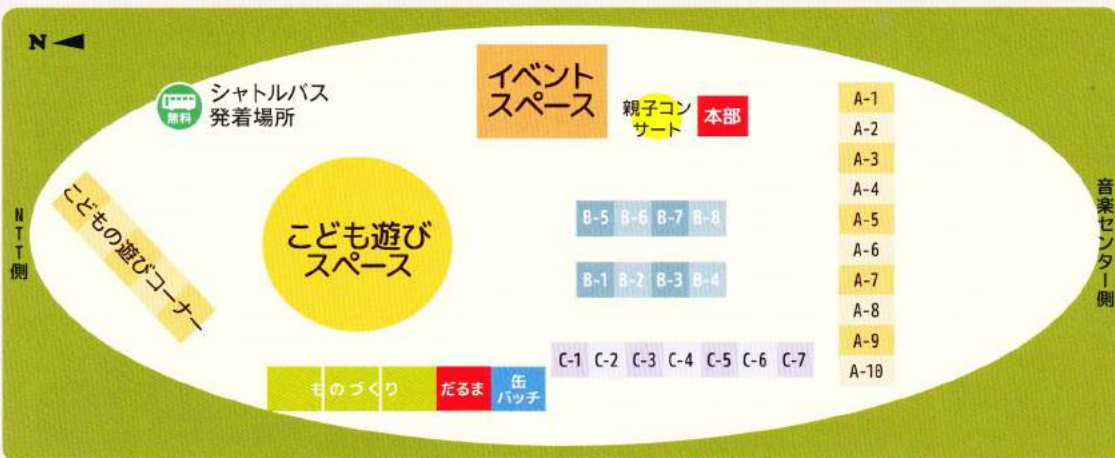 N
シャトルバス
発着場所
無料
イベント
スペース
親子コン
サート
本部
こどもの遊びコーナー
こども遊び
スペース
NTT側
音楽センター側
B-5 B-6 B-7 B-8
B-1 B-2 B-3 B-4
C-1 C-2 C-3 C-4 C-5 C-6 C-7
A-1
A-2
A-3
A-4
A-5
A-6
A-7
A-8
A-9
A-10
ものづくり
だるま
缶
バッチ